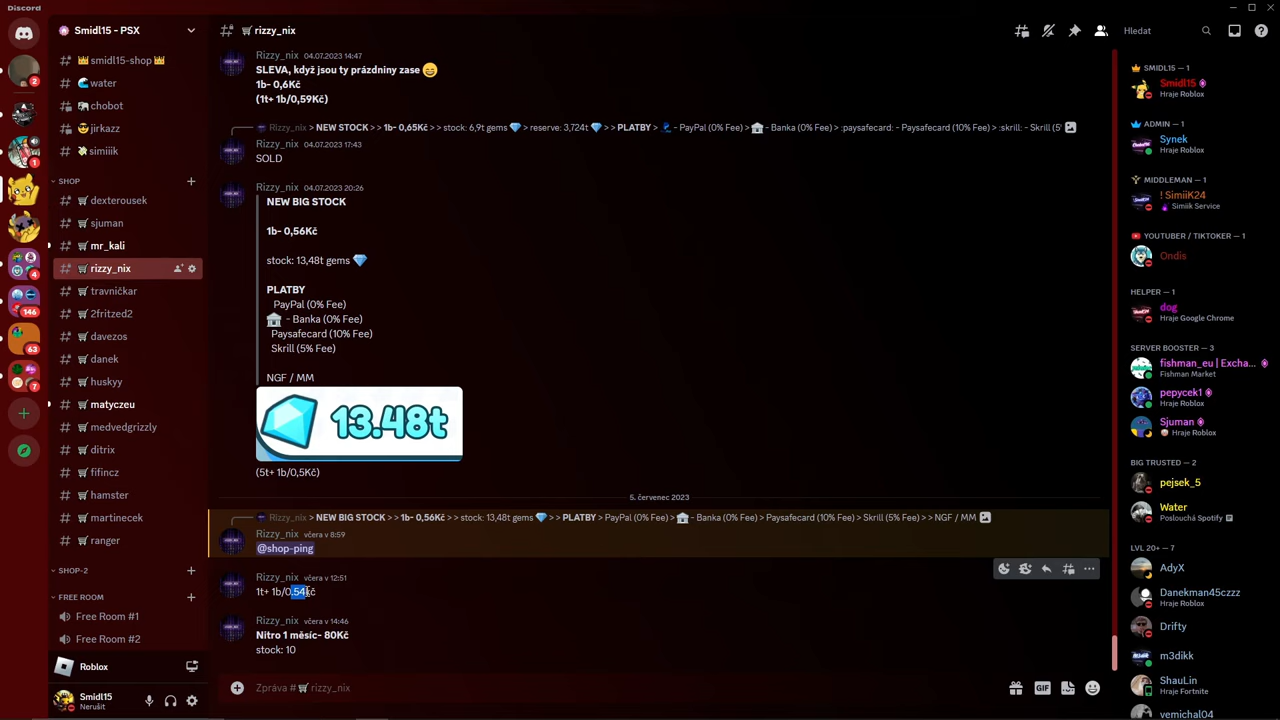 Discord
Smidl15 - PSX
smidl15-shop
water
chobot
jirkazz
simiiik
SHOP
dexterousek
sjuman
mr_kali
rizzy_nix
travničkar
2fritzed2
davezos
danek
huskyy
matyczeu
medvedgrizzly
ditrix
fifincz
hamster
martinecek
ranger
SHOP-2
FREE ROOM
Free Room #1
Free Room #2
Roblox
Smidl15
Nerušit
2
1
4
146
63
7
rizzy_nix
Hledat
Rizzy_nix 04.07.2023 14:47
SLEVA, když jsou ty prázdniny zase
1b- 0,6Kč
(1t+ 1b/0,59Kč)
Rizzy_nix > NEW STOCK > > 1b- 0,65Kč > > stock: 6,9t gems > reserve: 3,724t > > PLATBY > - PayPal (0% Fee) > - Banka (0% Fee) > :paysafecard: - Paysafecard (10% Fee) > :skrill: - Skrill (5'
Rizzy_nix 04.07.2023 17:43
SOLD
Rizzy_nix 04.07.2023 20:26
NEW BIG STOCK
1b- 0,56Kč
stock: 13,48t gems
PLATBY
PayPal (0% Fee)
- Banka (0% Fee)
Paysafecard (10% Fee)
Skrill (5% Fee)
NGF / MM
13.48t
(5t+ 1b/0,5Kč)
5. červenec 2023
Rizzy_nix > NEW BIG STOCK > > 1b- 0,56Kč > > stock: 13,48t gems > > PLATBY > PayPal (0% Fee) > - Banka (0% Fee) > Paysafecard (10% Fee) > Skrill (5% Fee) > > NGF / MM
Rizzy_nix včera v 8:59
@shop-ping
Rizzy_nix včera v 12:51
1t+ 1b/0.54Kč
Rizzy_nix včera v 14:46
Nitro 1 měsíc- 80Kč
stock: 10
Zpráva # rizzy_nix
GIF
SMIDL15 — 1
Smidl15
Hraje Roblox
ADMIN — 1
Synek
Hraje Roblox
MIDDLEMAN — 1
! SimiiK24
Simiik Service
YOUTUBER / TIKTOKER — 1
Ondis
HELPER — 1
dog
Hraje Google Chrome
SERVER BOOSTER — 3
fishman_eu | Excha...
Fishman Market
pepycek1
Hraje Roblox
Sjuman
Hraje Roblox
BIG TRUSTED — 2
pejsek_5
Water
Poslouchá Spotify
LVL 20+ — 7
AdyX
Danekman45czzz
Drifty
m3dikk
ShauLin
Hraje Fortnite
vemichal04